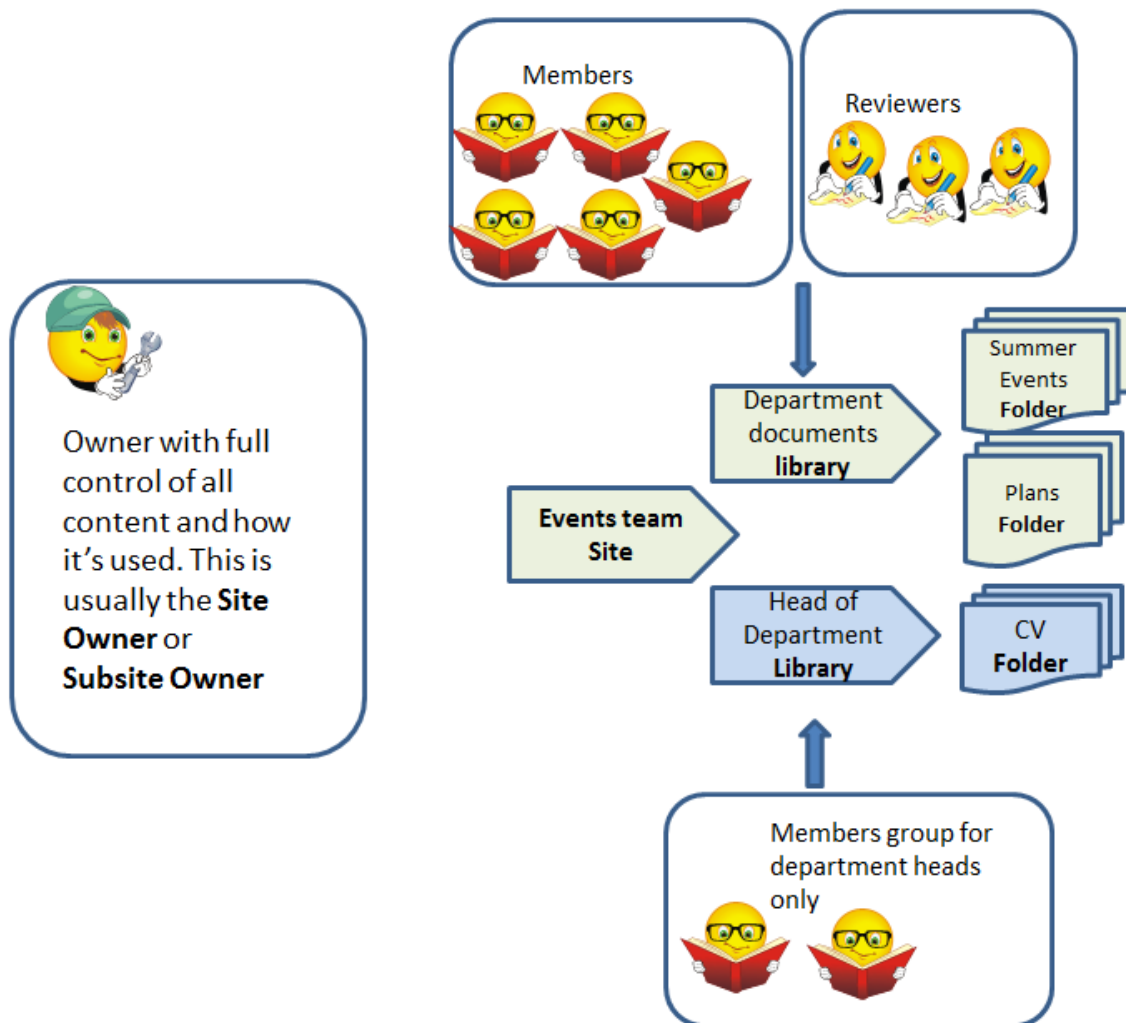 Members
Reviewers
Owner with full
control of all
content and how
it’s used. This is
usually the Site
Owner or
Subsite Owner
Events team
Site
Department
documents
library
Summer
Events
Folder
Plans
Folder
Head of
Department
Library
CV
Folder
Members group for
department heads
only